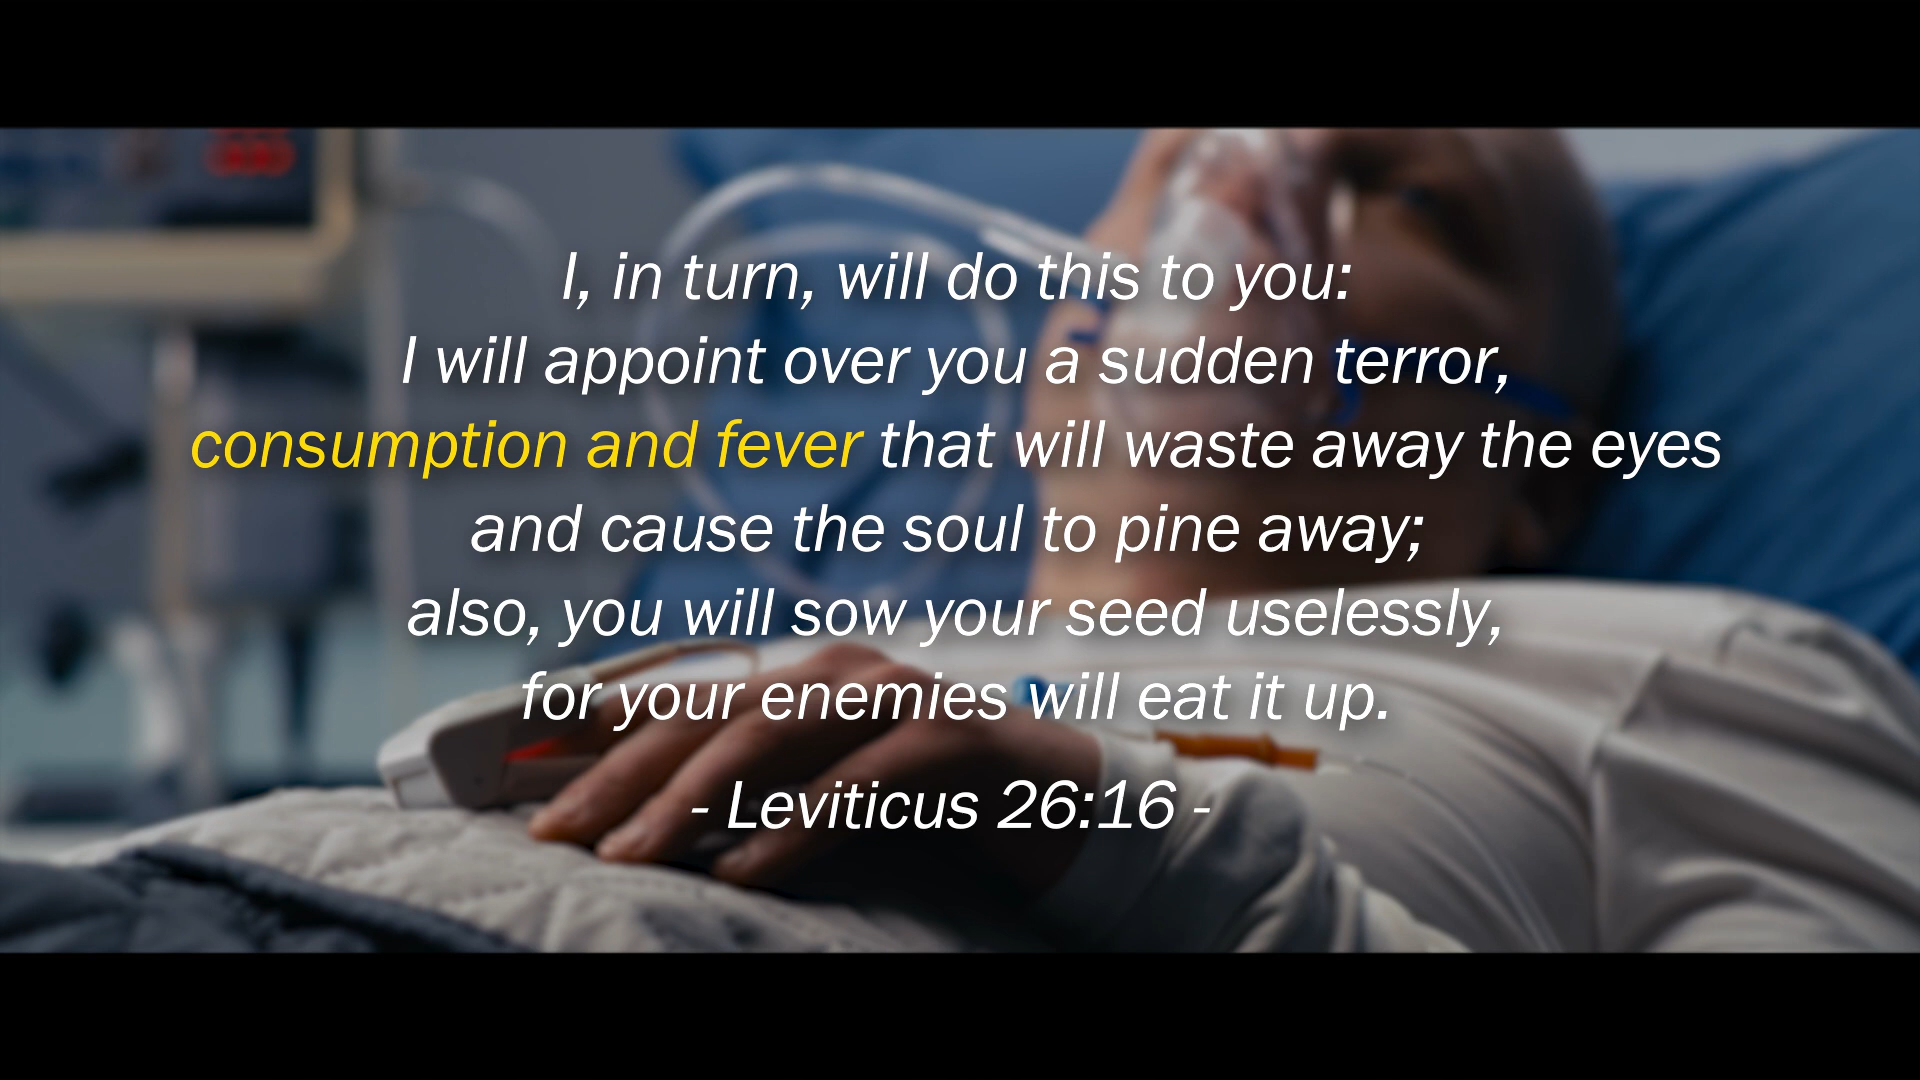 I, in turn, will do this to you:
I will appoint over you a sudden terror,
consumption and fever that will waste away the eyes
and cause the soul to pine away;
also, you will sow your seed uselessly,
for your enemies will eat it up.
- Leviticus 26:16 -